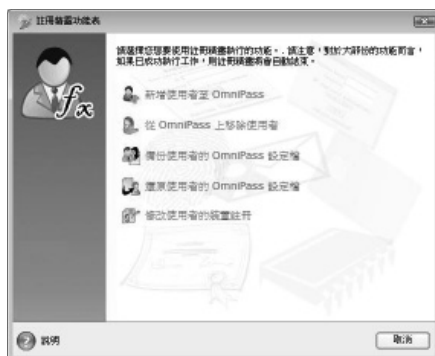 註冊精靈功能表
請選擇您想要使用註冊精靈執行的功能。. 請注意，對於大部份的功能而言，
如果已成功執行工作，則註冊精靈將會自動結束。
fx
新增使用者至 OmniPass
從 OmniPass 上移除使用者
備份使用者的 OmniPass 設定檔
還原使用者的 OmniPass 設定檔
修改使用者的裝置註冊
說明
取消